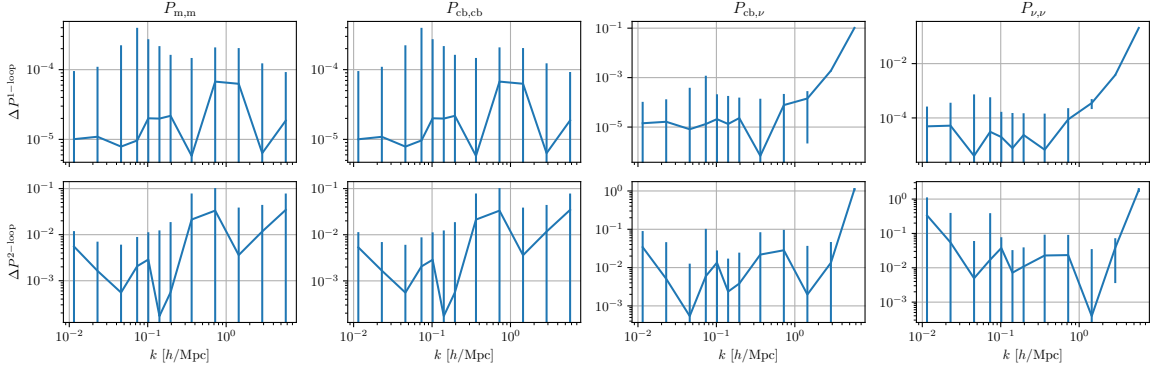 P_{m,m} P_{cb,cb} P_{cb,ν} P_{ν,ν}
ΔP^{1−loop}
10^{−4} 10^{−4} 10^{−1} 10^{−2}
10^{−5} 10^{−5} 10^{−3} 10^{−4}
10^{−5}
ΔP^{2−loop}
10^{−1} 10^{−1} 10^{0} 10^{0}
10^{−2} 10^{−2} 10^{−1} 10^{−1}
10^{−3} 10^{−3} 10^{−2} 10^{−2}
10^{−3} 10^{−3}
10^{−2} 10^{−1} 10^{0} 10^{−2} 10^{−1} 10^{0} 10^{−2} 10^{−1} 10^{0} 10^{−2} 10^{−1} 10^{0}
k [h/Mpc] k [h/Mpc] k [h/Mpc] k [h/Mpc]